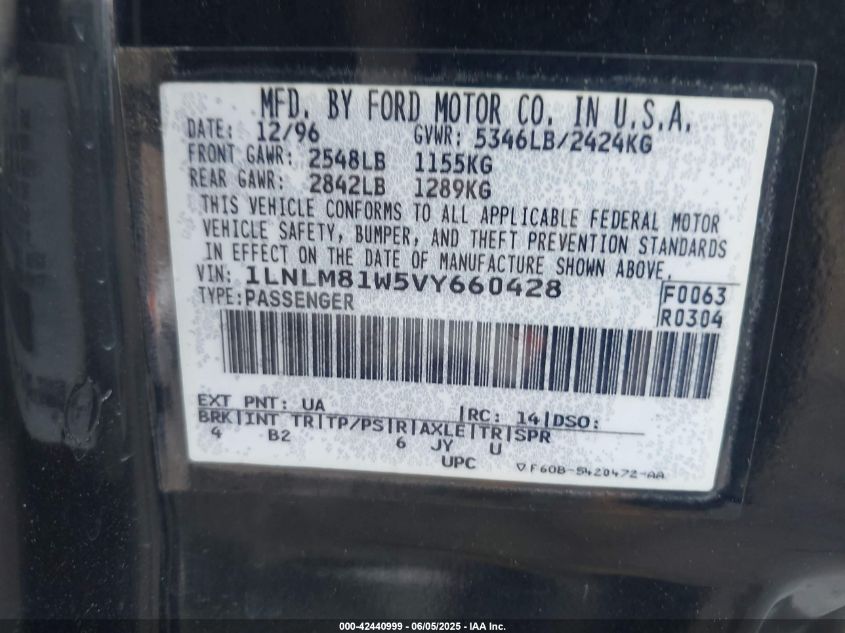 MFD. BY FORD MOTOR CO. IN U.S.A.
DATE: 12/96 GVWR: 5346LB/2424KG
FRONT GAWR: 2548LB 1155KG
REAR GAWR: 2842LB 1289KG
THIS VEHICLE CONFORMS TO ALL APPLICABLE FEDERAL MOTOR
VEHICLE SAFETY, BUMPER, AND THEFT PREVENTION STANDARDS
IN EFFECT ON THE DATE OF MANUFACTURE SHOWN ABOVE.
VIN: 1LNLM81W5VY660428
TYPE: PASSENGER
F0063
R0304
EXT PNT: UA |RC: 14|DSO:
BRK|INT TR|TP/PS|R|AXLE|TR|SPR
4 B2 6 JY U
UPC ▽F60B-5420472-AA
000-42440999 - 06/05/2025 - IAA Inc.